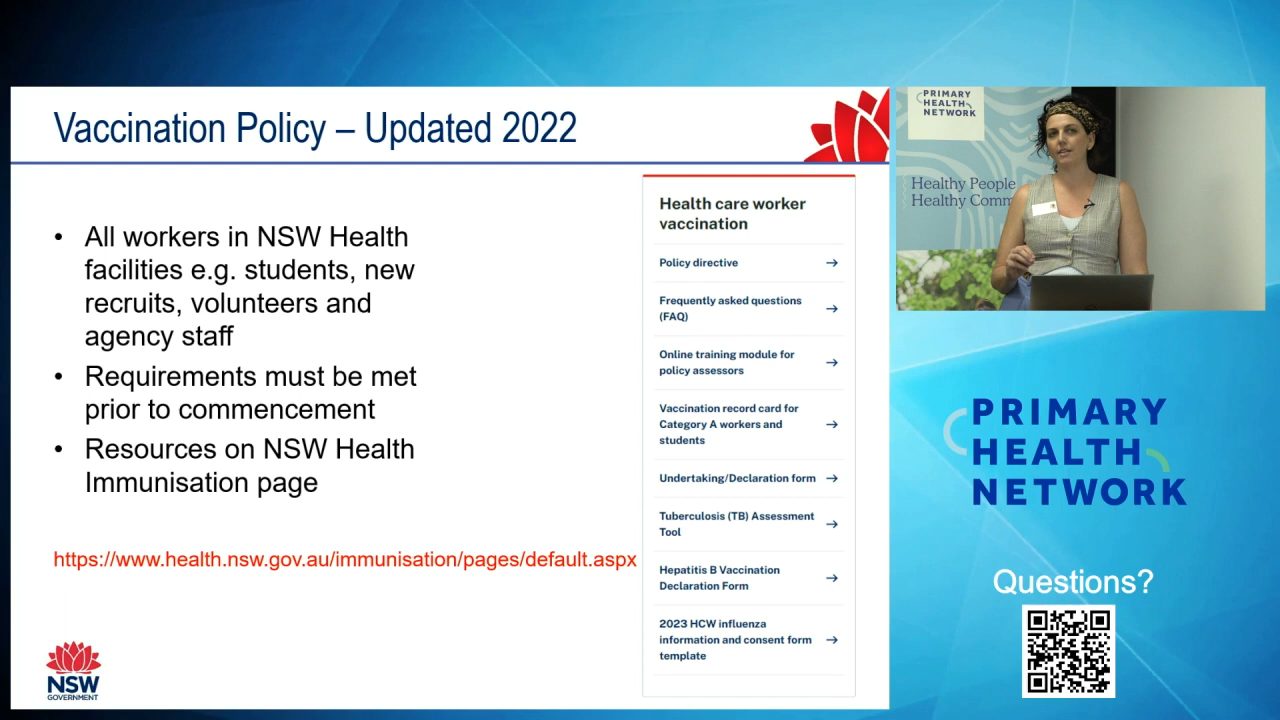 Vaccination Policy – Updated 2022
• All workers in NSW Health
facilities e.g. students, new
recruits, volunteers and
agency staff
• Requirements must be met
prior to commencement
• Resources on NSW Health
Immunisation page
https://www.health.nsw.gov.au/immunisation/pages/default.aspx
NSW
GOVERNMENT
Health care worker
vaccination
Policy directive
Frequently asked questions
(FAQ)
Online training module for
policy assessors
Vaccination record card for
Category A workers and
students
Undertaking/Declaration form
Tuberculosis (TB) Assessment
Tool
Hepatitis B Vaccination
Declaration Form
2023 HCW influenza
information and consent form
template
PRIMARY
HEALTH
NETWORK
Healthy People
Healthy Comm
PRIMARY
HEALTH
NETWORK
Questions?